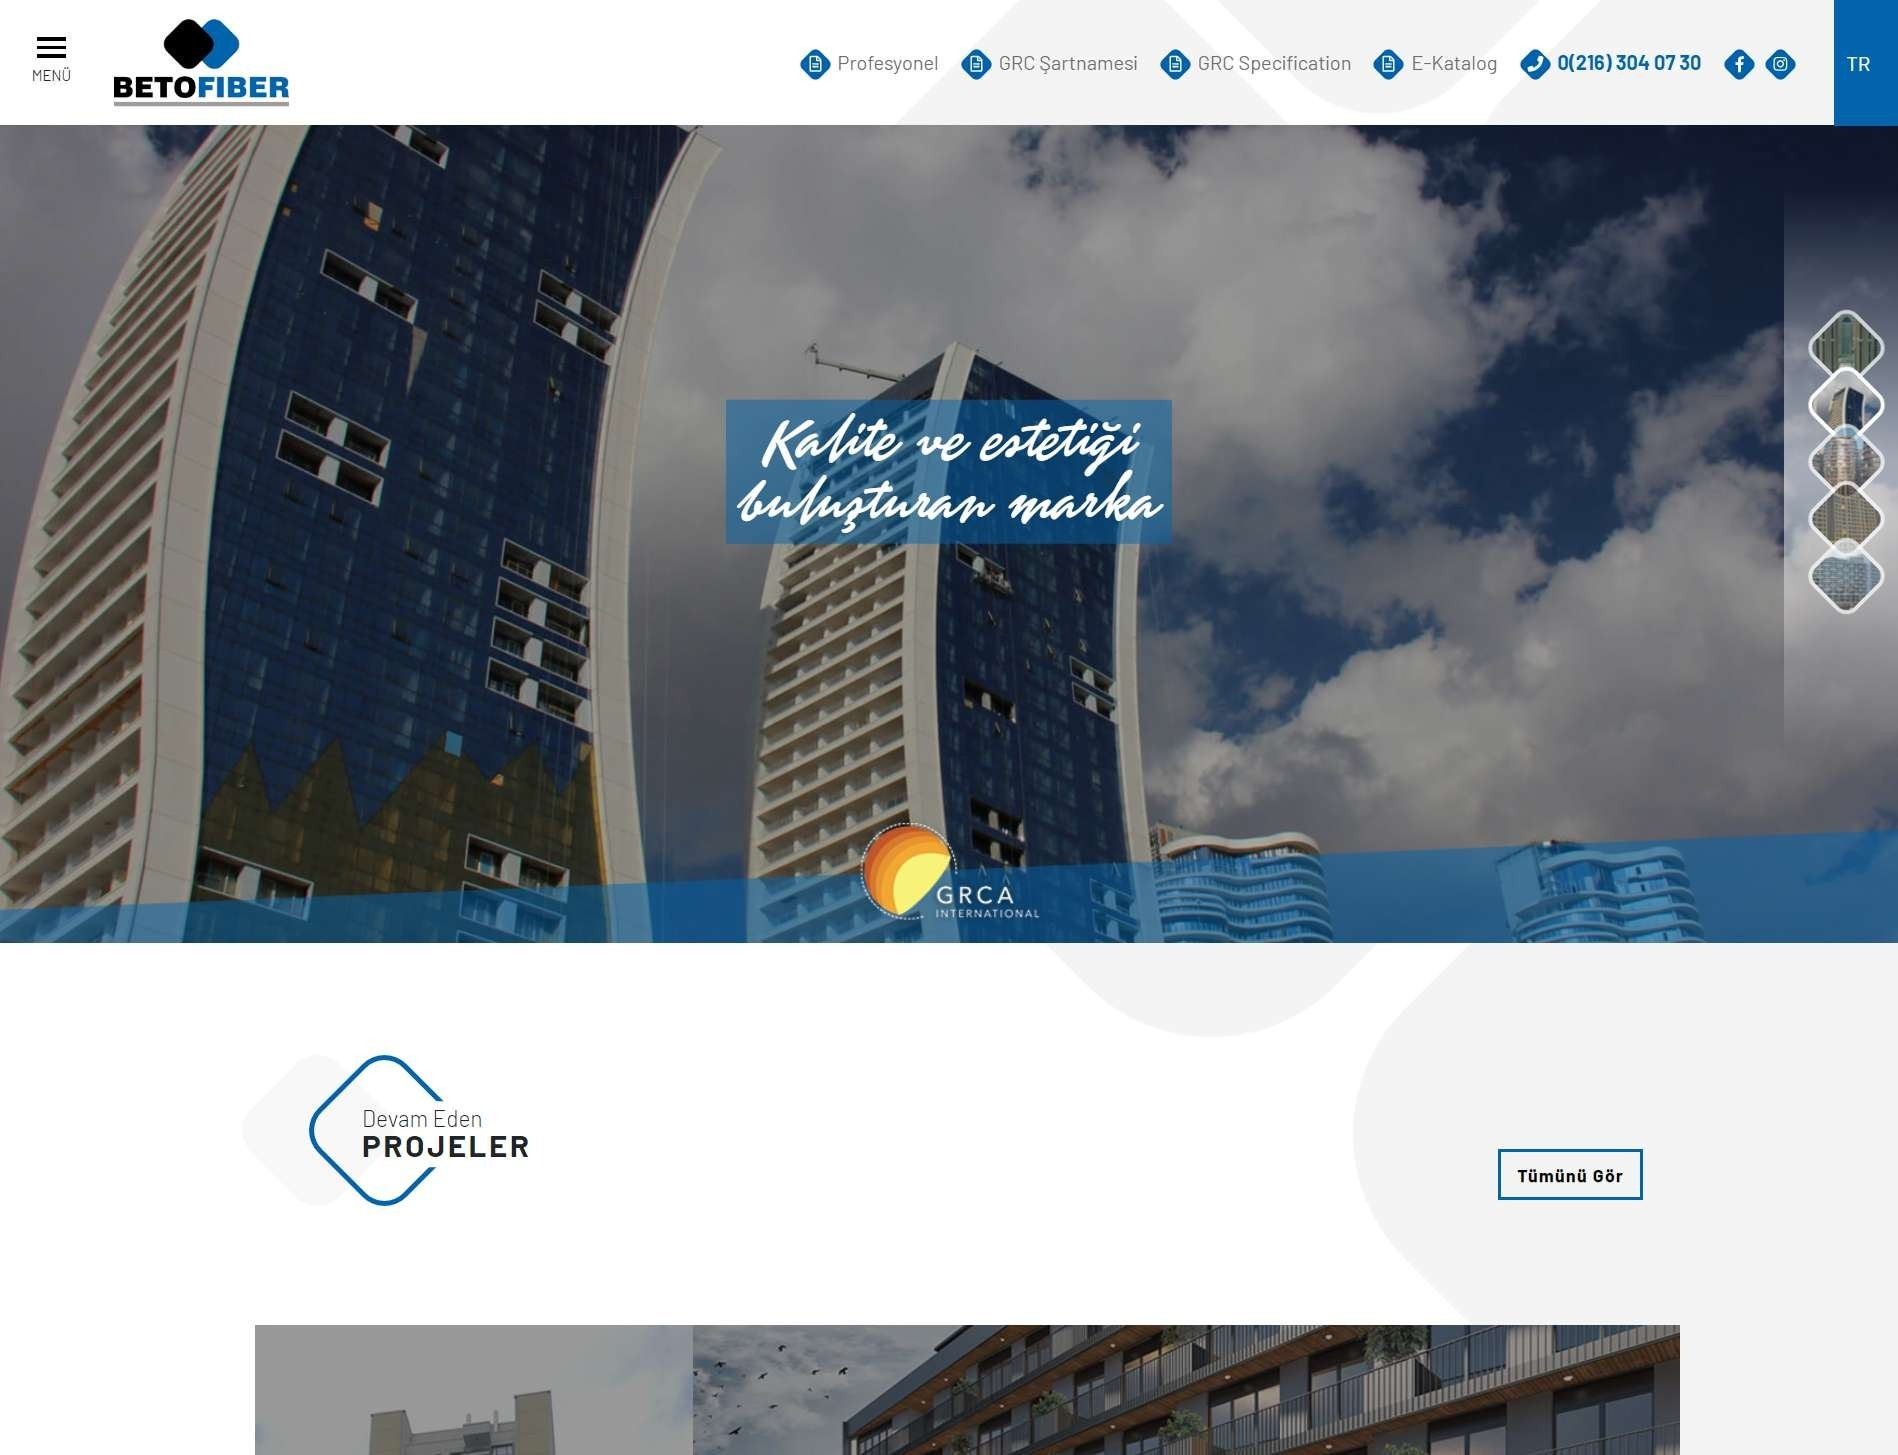 MENÜ
BETOFIBER
Profesyonel
GRC Şartnamesi
GRC Specification
E-Katalog
0(216) 304 07 30
TR
Kalite ve estetiği
buluşturan marka
GRCA
INTERNATIONAL
Devam Eden
PROJELER
Tümünü Gör